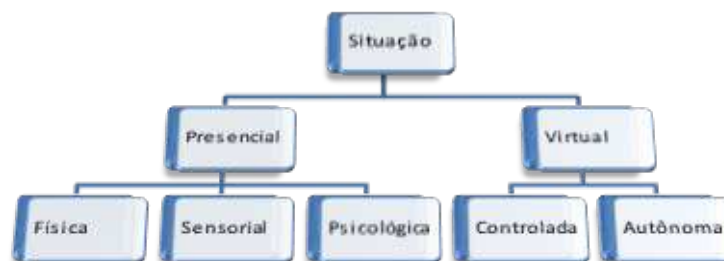 Situação
Presencial
Virtual
Física
Sensorial
Psicológica
Controlada
Autônoma